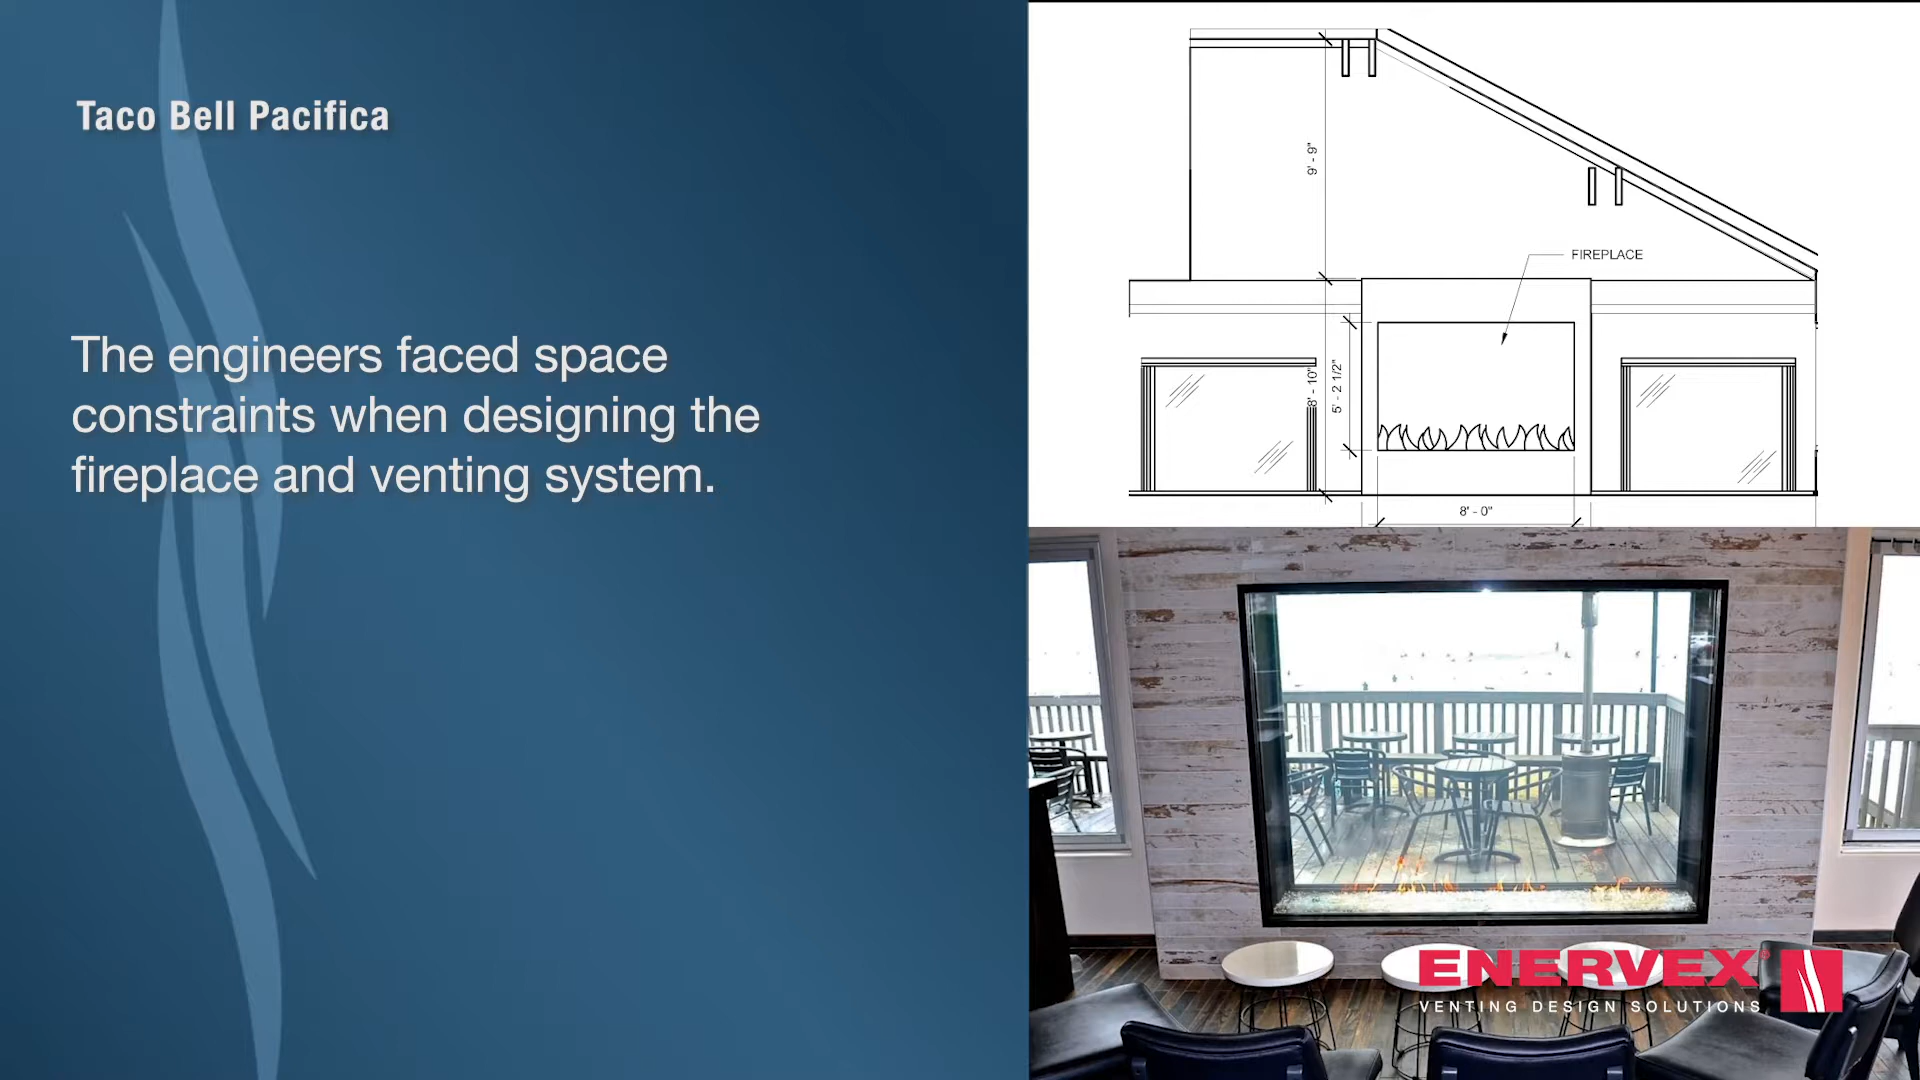 Taco Bell Pacifica
The engineers faced space
constraints when designing the
fireplace and venting system.
9' - 9"
FIREPLACE
8' - 10"
5' - 2 1/2"
8' - 0"
ENERVEX®
VENTING DESIGN SOLUTIONS